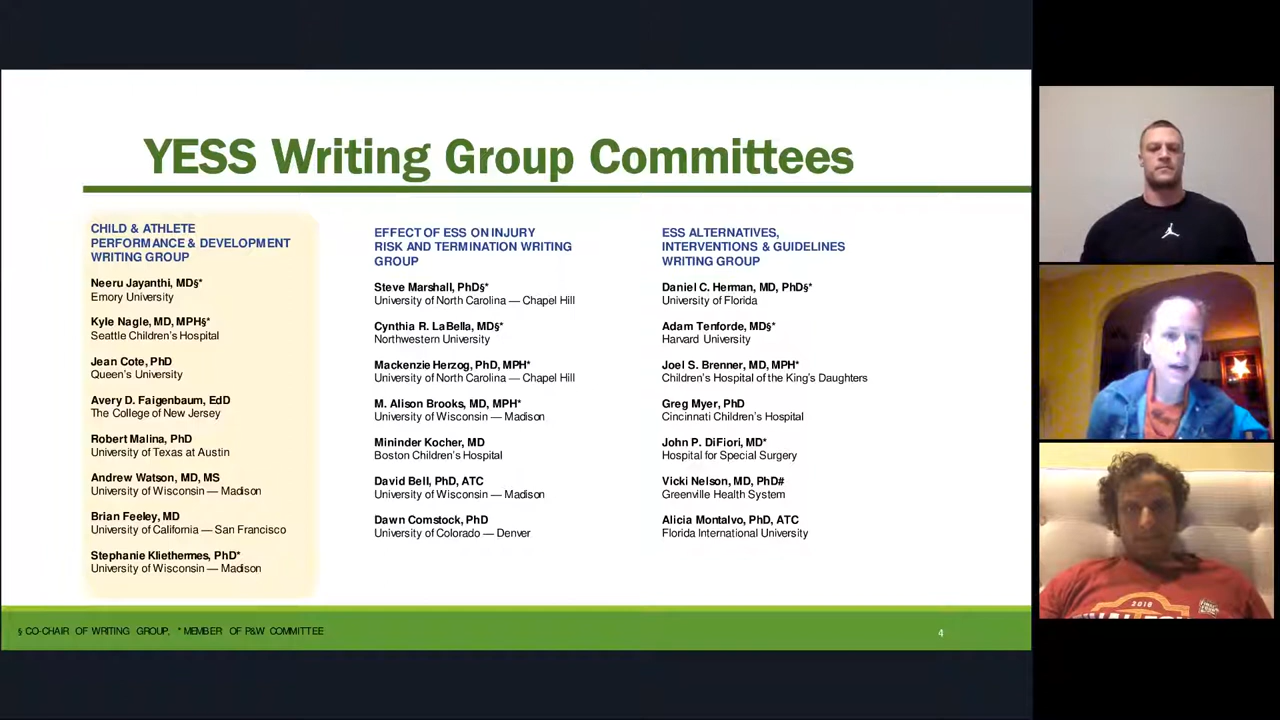 YESS Writing Group Committees
CHILD & ATHLETE
PERFORMANCE & DEVELOPMENT
WRITING GROUP
Neeru Jayanthi, MD§*
Emory University
Kyle Nagle, MD, MPH§*
Seattle Children's Hospital
Jean Cote, PhD
Queen's University
Avery D. Faigenbaum, EdD
The College of New Jersey
Robert Malina, PhD
University of Texas at Austin
Andrew Watson, MD, MS
University of Wisconsin — Madison
Brian Feeley, MD
University of California — San Francisco
Stephanie Kliethermes, PhD*
University of Wisconsin — Madison
EFFECT OF ESS ON INJURY
RISK AND TERMINATION WRITING
GROUP
Steve Marshall, PhD§*
University of North Carolina — Chapel Hill
Cynthia R. LaBella, MD§*
Northwestern University
Mackenzie Herzog, PhD, MPH*
University of North Carolina — Chapel Hill
M. Alison Brooks, MD, MPH*
University of Wisconsin — Madison
Mininder Kocher, MD
Boston Children's Hospital
David Bell, PhD, ATC
University of Wisconsin — Madison
Dawn Comstock, PhD
University of Colorado — Denver
ESS ALTERNATIVES,
INTERVENTIONS & GUIDELINES
WRITING GROUP
Daniel C. Herman, MD, PhD§*
University of Florida
Adam Tenforde, MD§*
Harvard University
Joel S. Brenner, MD, MPH*
Children's Hospital of the King's Daughters
Greg Myer, PhD
Cincinnati Children's Hospital
John P. DiFiori, MD*
Hospital for Special Surgery
Vicki Nelson, MD, PhD#
Greenville Health System
Alicia Montalvo, PhD, ATC
Florida International University
§ CO-CHAIR OF WRITING GROUP, * MEMBER OF P&W COMMITTEE
4
2016